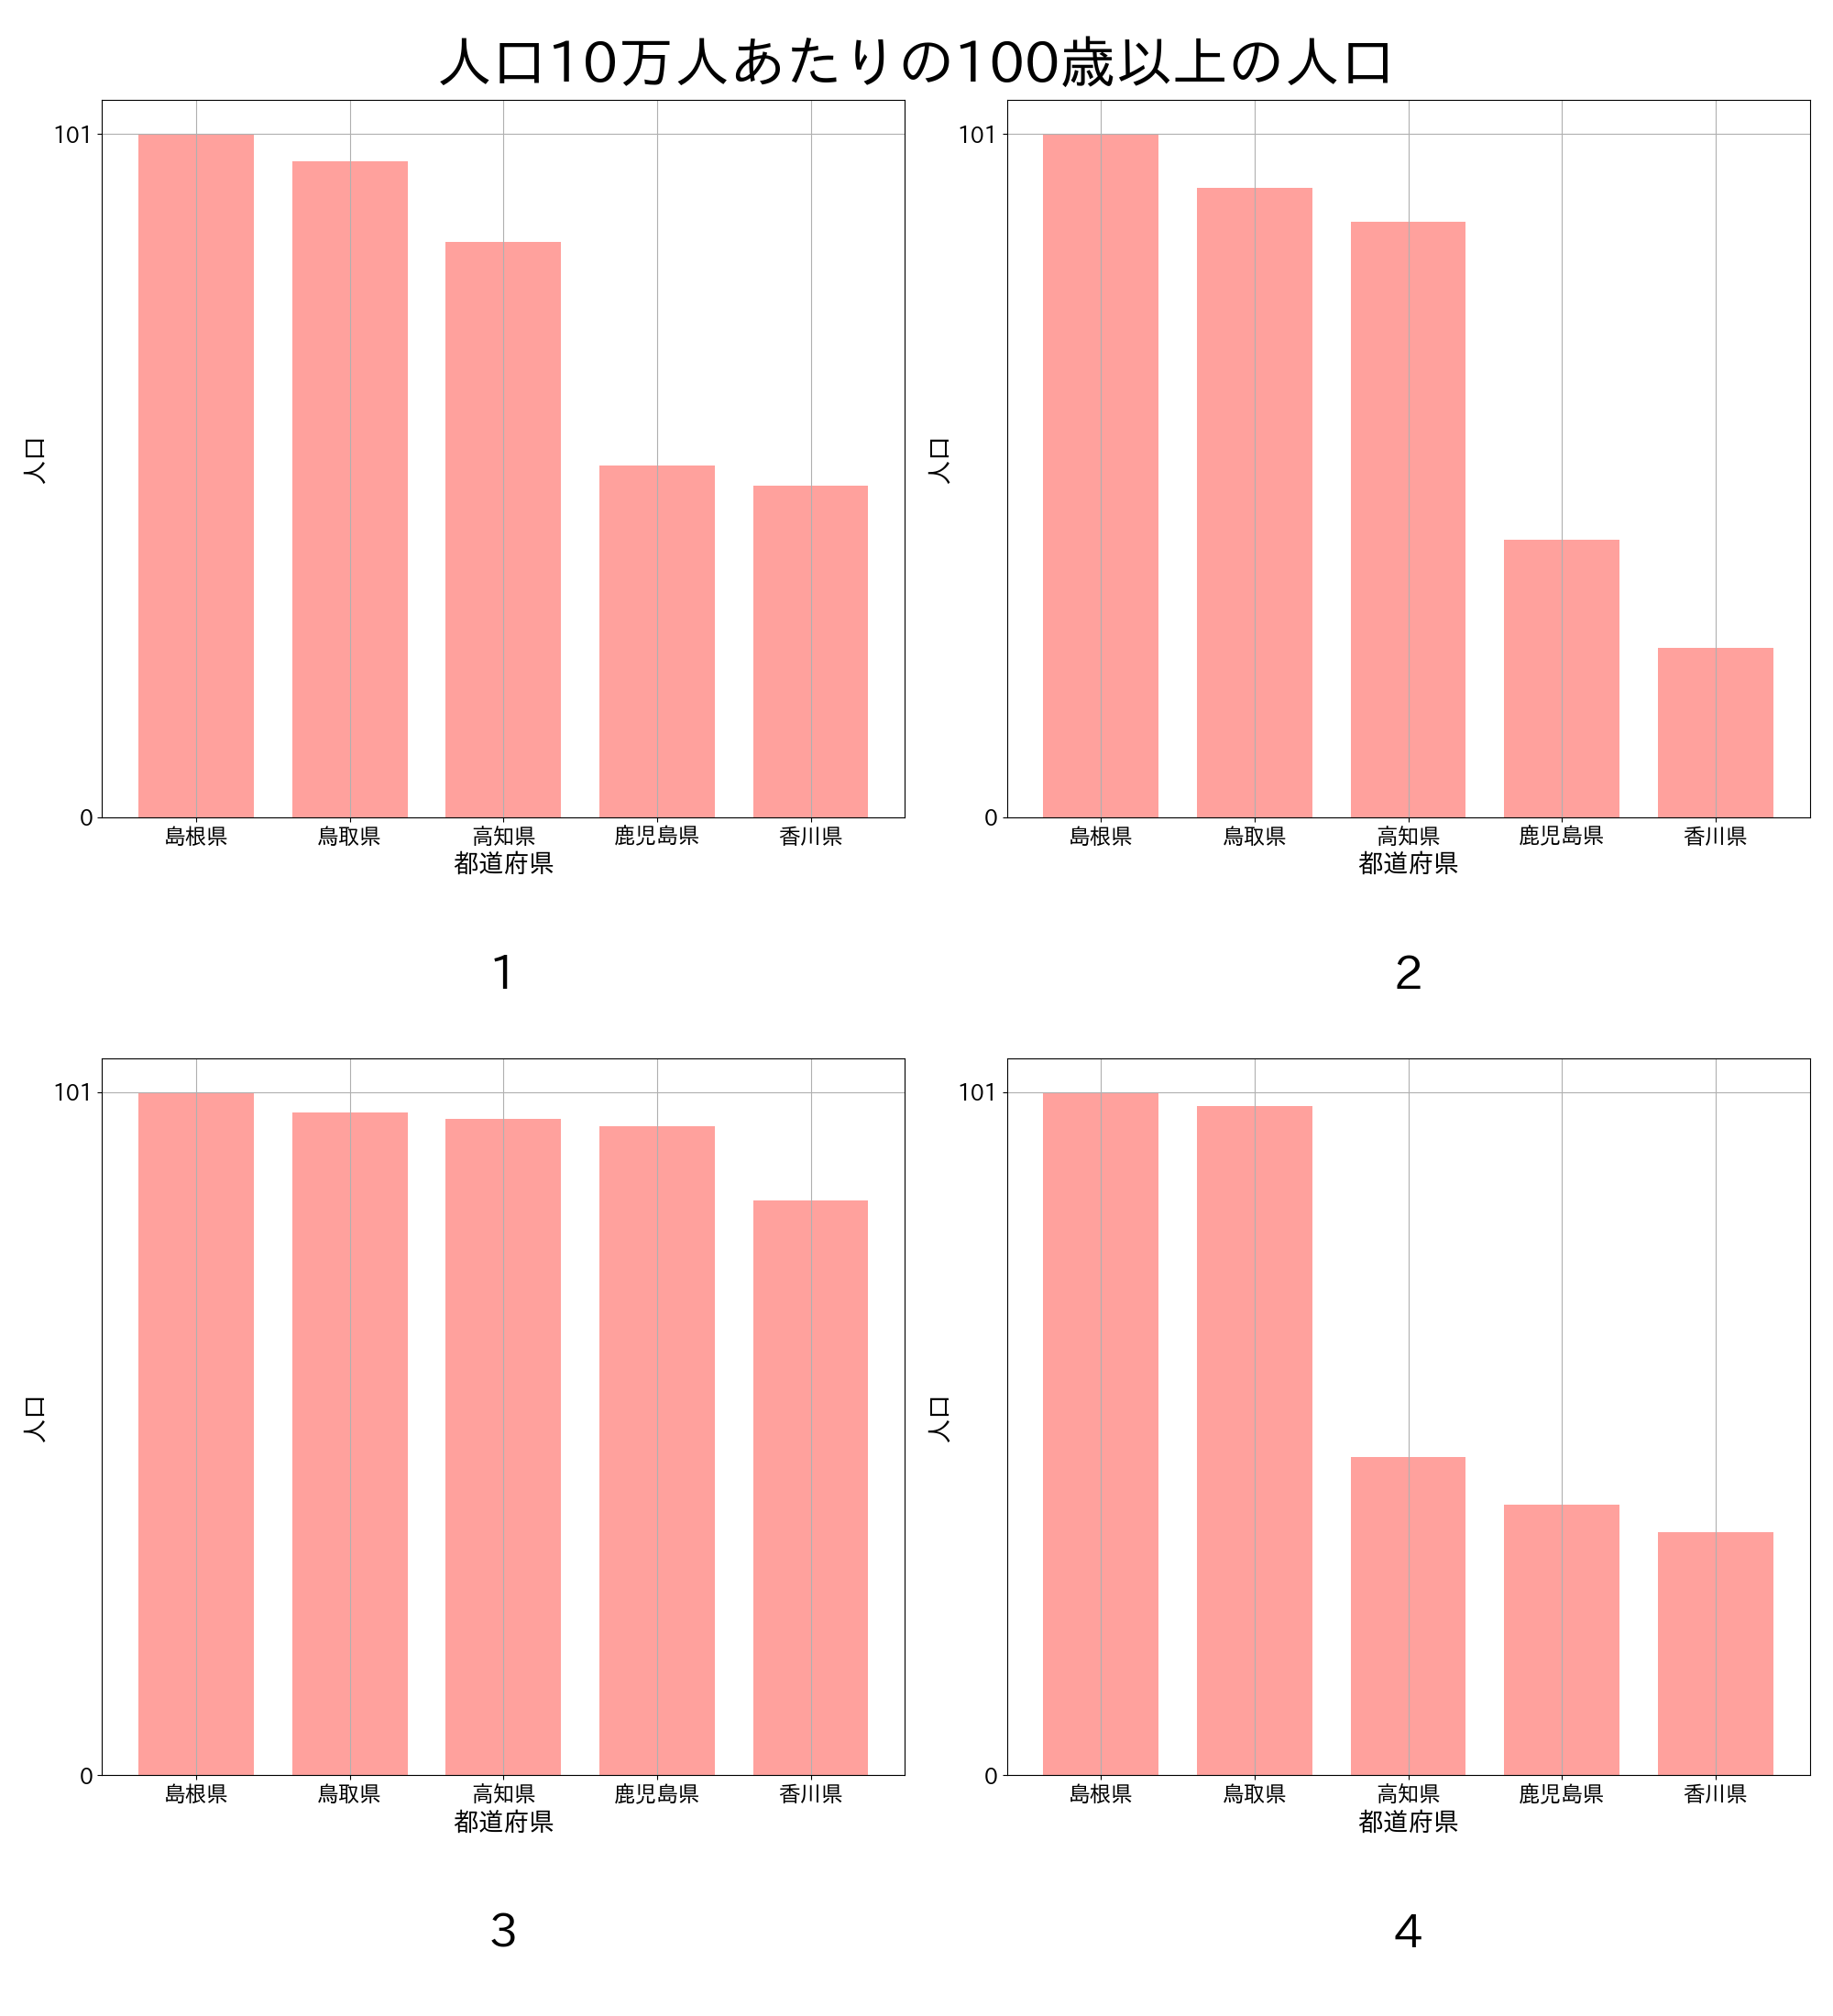 人口10万人あたりの100歳以上の人口
101
人口
0
島根県 鳥取県 高知県 鹿児島県 香川県
都道府県
1
101
人口
0
島根県 鳥取県 高知県 鹿児島県 香川県
都道府県
2
101
人口
0
島根県 鳥取県 高知県 鹿児島県 香川県
都道府県
3
101
人口
0
島根県 鳥取県 高知県 鹿児島県 香川県
都道府県
4